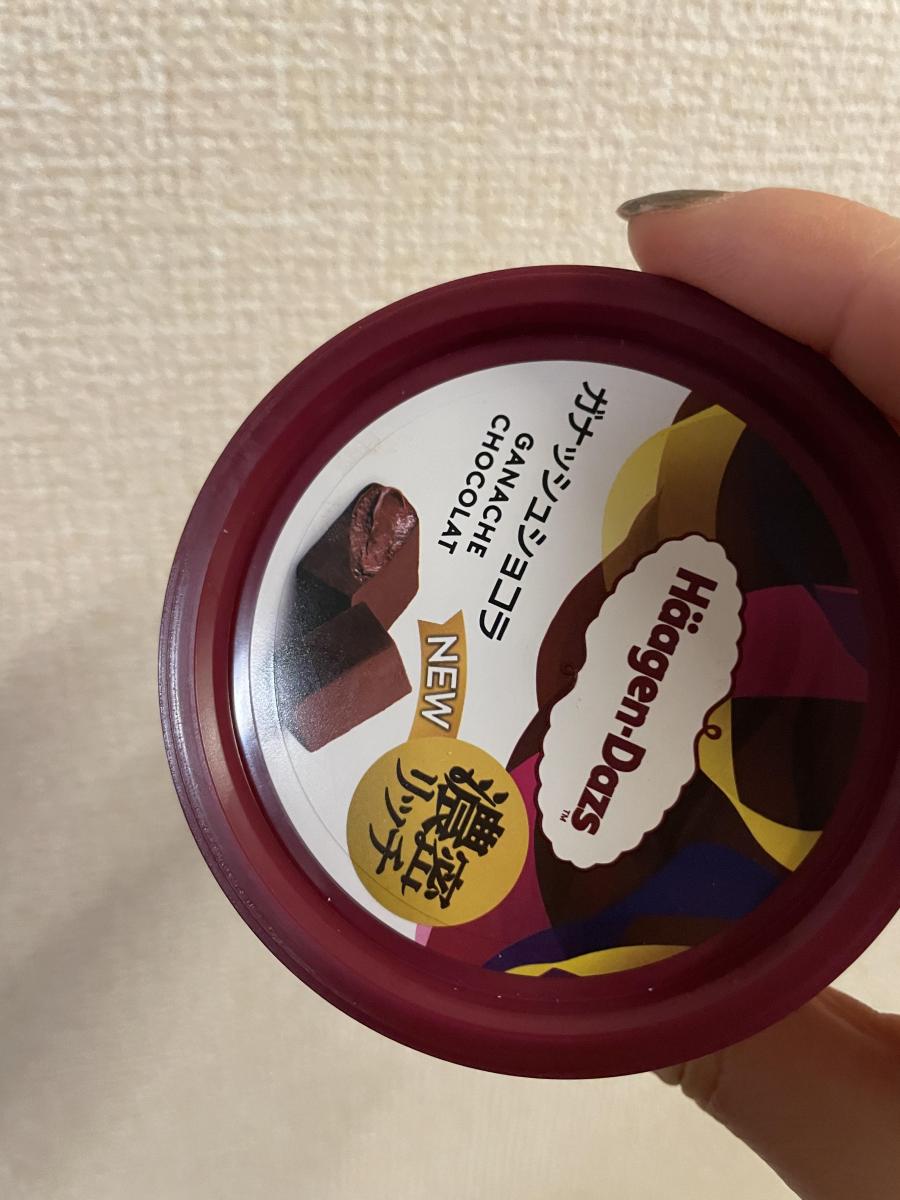 Häagen-Dazs
TM
ガナッシュショコラ
GANACHE
CHOCOLAT
NEW
濃密
リッチ